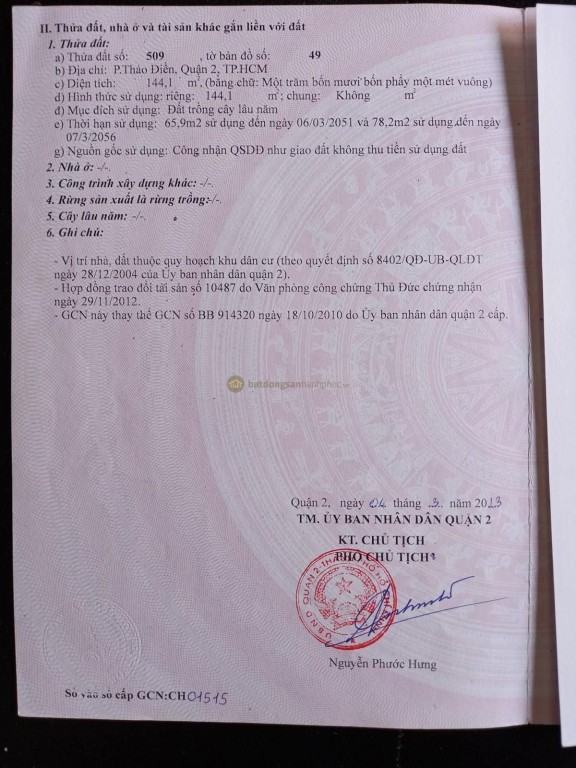 II. Thửa đất, nhà ở và tài sản khác gắn liền với đất
1. Thửa đất:
a) Thửa đất số: 509 , tờ bản đồ số: 49
b) Địa chỉ: P.Thảo Điền, Quận 2, TP.HCM
c) Diện tích: 144,1 m², (bằng chữ: Một trăm bốn mươi bốn phẩy một mét vuông)
d) Hình thức sử dụng: riêng: 144,1 m²; chung: Không m²
đ) Mục đích sử dụng: Đất trồng cây lâu năm
e) Thời hạn sử dụng: 65,9m2 sử dụng đến ngày 06/03/2051 và 78,2m2 sử dụng đến ngày
07/3/2056
g) Nguồn gốc sử dụng: Công nhận QSDĐ như giao đất không thu tiền sử dụng đất
2. Nhà ở: -/-.
3. Công trình xây dựng khác: -/-.
4. Rừng sản xuất là rừng trồng:-/-.
5. Cây lâu năm: -/-.
6. Ghi chú:
- Vị trí nhà, đất thuộc quy hoạch khu dân cư (theo quyết định số 8402/QĐ-UB-QLĐT
ngày 28/12/2004 của Ủy ban nhân dân quận 2).
- Hợp đồng trao đổi tài sản số 10487 do Văn phòng công chứng Thủ Đức chứng nhận
ngày 29/11/2012.
- GCN này thay thế GCN số BB 914320 ngày 18/10/2010 do Ủy ban nhân dân quận 2 cấp.
batdongsanhanhphuc.vn
Quận 2, ngày 04 tháng 3 năm 2013
TM. ỦY BAN NHÂN DÂN QUẬN 2
KT. CHỦ TỊCH
PHÓ CHỦ TỊCH
U.B.N.D QUẬN 2-THÀNH PHỐ HỒ CHÍ MINH
Nguyễn Phước Hưng
Số vào sổ cấp GCN:CH01515